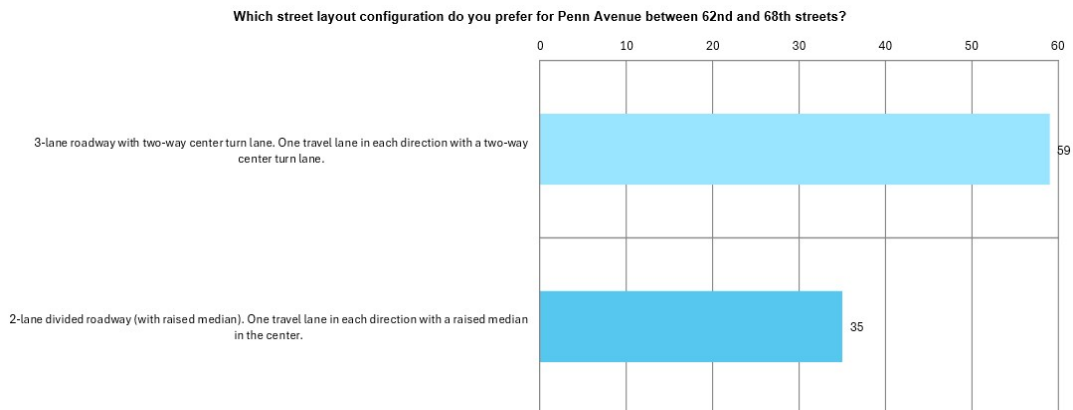 Which street layout configuration do you prefer for Penn Avenue between 62nd and 68th streets?
0 10 20 30 40 50 60
3-lane roadway with two-way center turn lane. One travel lane in each direction with a two-way
center turn lane.
59
2-lane divided roadway (with raised median). One travel lane in each direction with a raised median
in the center.
35